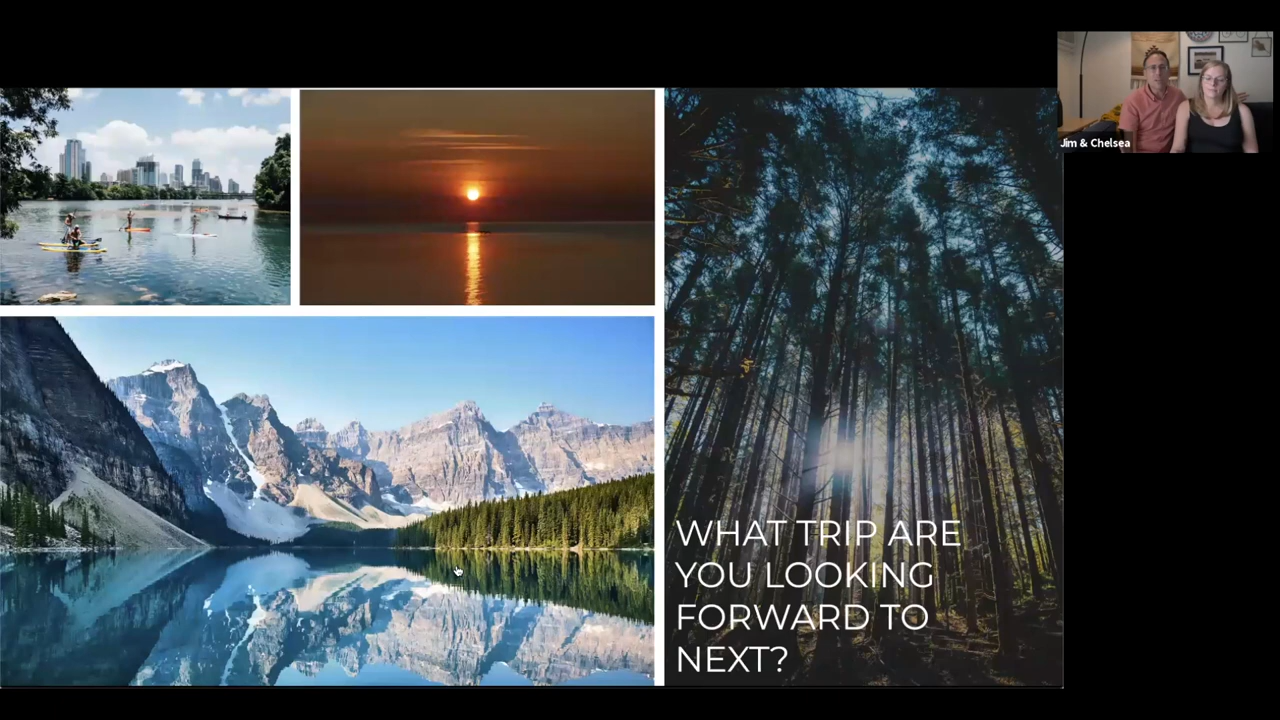 Jim & Chelsea
WHAT TRIP ARE
YOU LOOKING
FORWARD TO
NEXT?